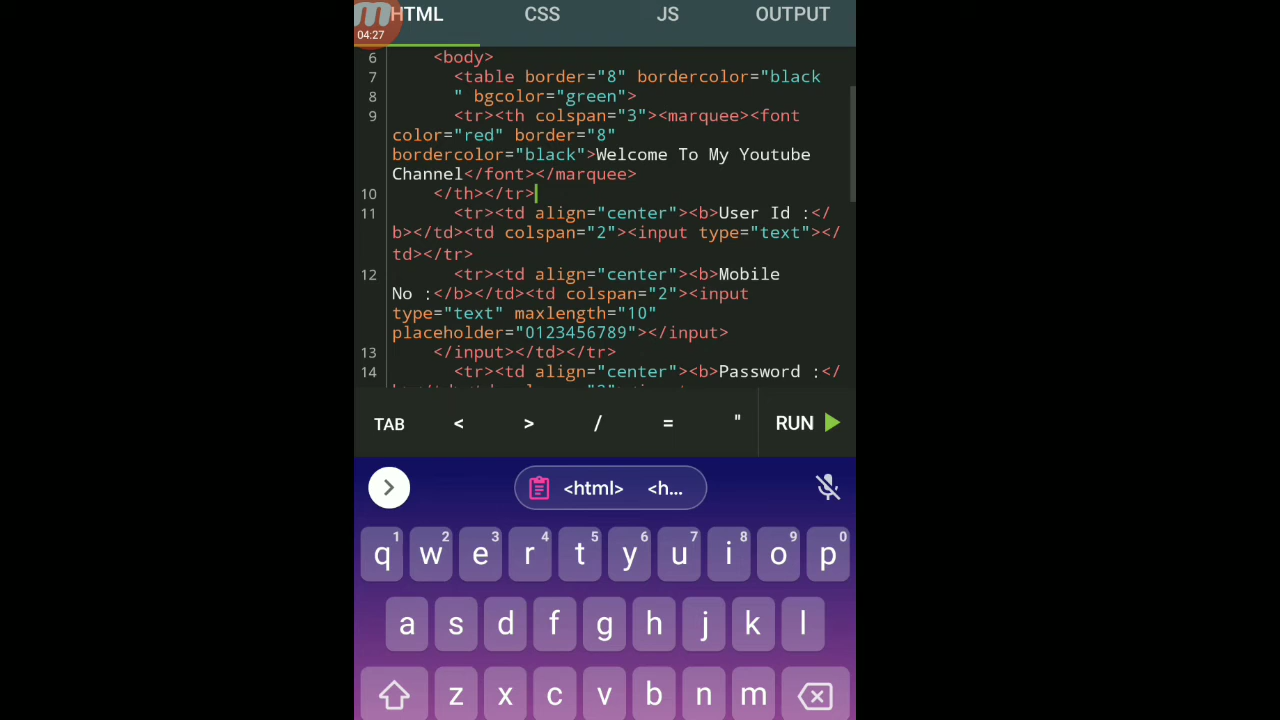 HTML CSS JS OUTPUT
04:27
6 <body>
7 <table border="8" bordercolor="black
8 " bgcolor="green">
9 <tr><th colspan="3"><marquee><font
color="red" border="8"
bordercolor="black">Welcome To My Youtube
Channel</font></marquee>
10 </th></tr>
11 <tr><td align="center"><b>User Id :</
b></td><td colspan="2"><input type="text"></
td></tr>
12 <tr><td align="center"><b>Mobile
No :</b></td><td colspan="2"><input
type="text" maxlength="10"
placeholder="0123456789"></input>
13 </input></td></tr>
14 <tr><td align="center"><b>Password :</
TAB < > / = " RUN
<html> <h...
1 2 3 4 5 6 7 8 9 0
q w e r t y u i o p
a s d f g h j k l
z x c v b n m